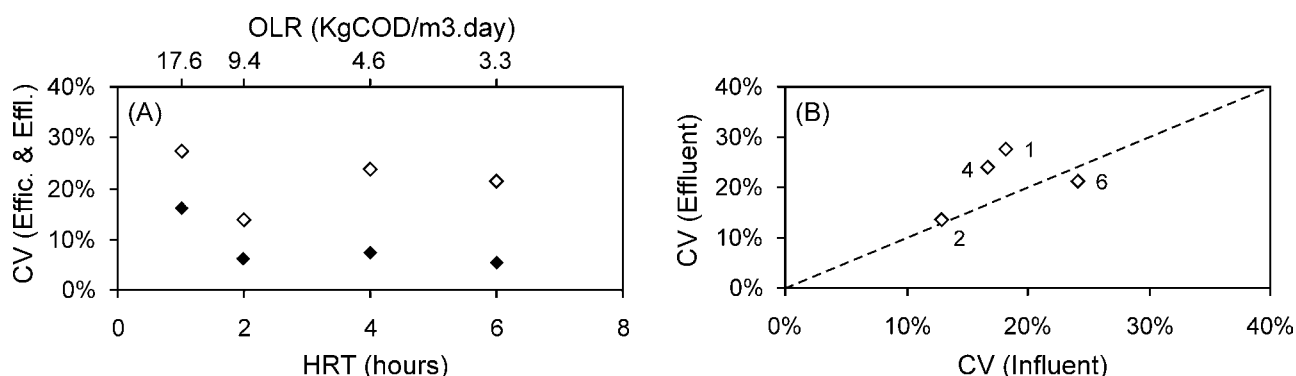 OLR (KgCOD/m3.day)
17.6 9.4 4.6 3.3
CV (Effic. & Effl.)
40%
30%
20%
10%
0%
(A)
0 2 4 6 8
HRT (hours)
CV (Effluent)
40%
30%
20%
10%
0%
(B)
1
4
6
2
0% 10% 20% 30% 40%
CV (Influent)